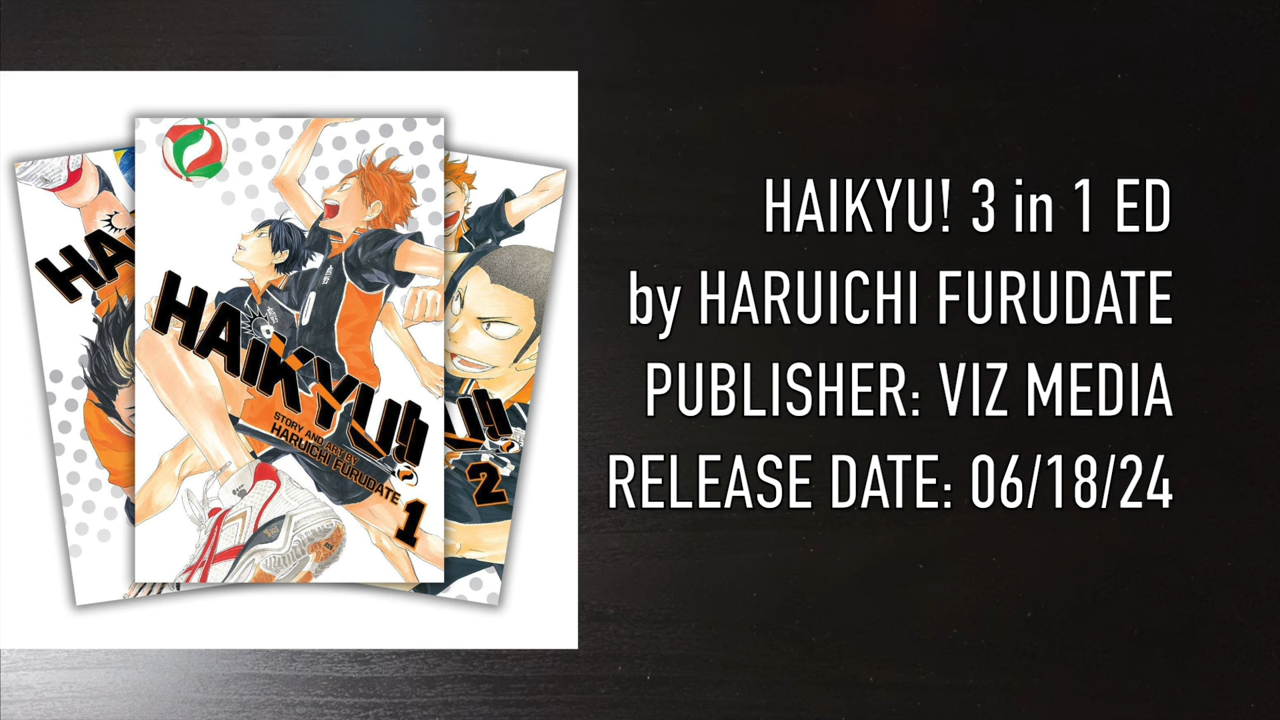 HAIKYU! 3 in 1 ED
by HARUICHI FURUDATE
PUBLISHER: VIZ MEDIA
RELEASE DATE: 06/18/24
HA
HAIKYU!!
STORY AND ART BY
HARUICHI FURUDATE
1
U!!
2